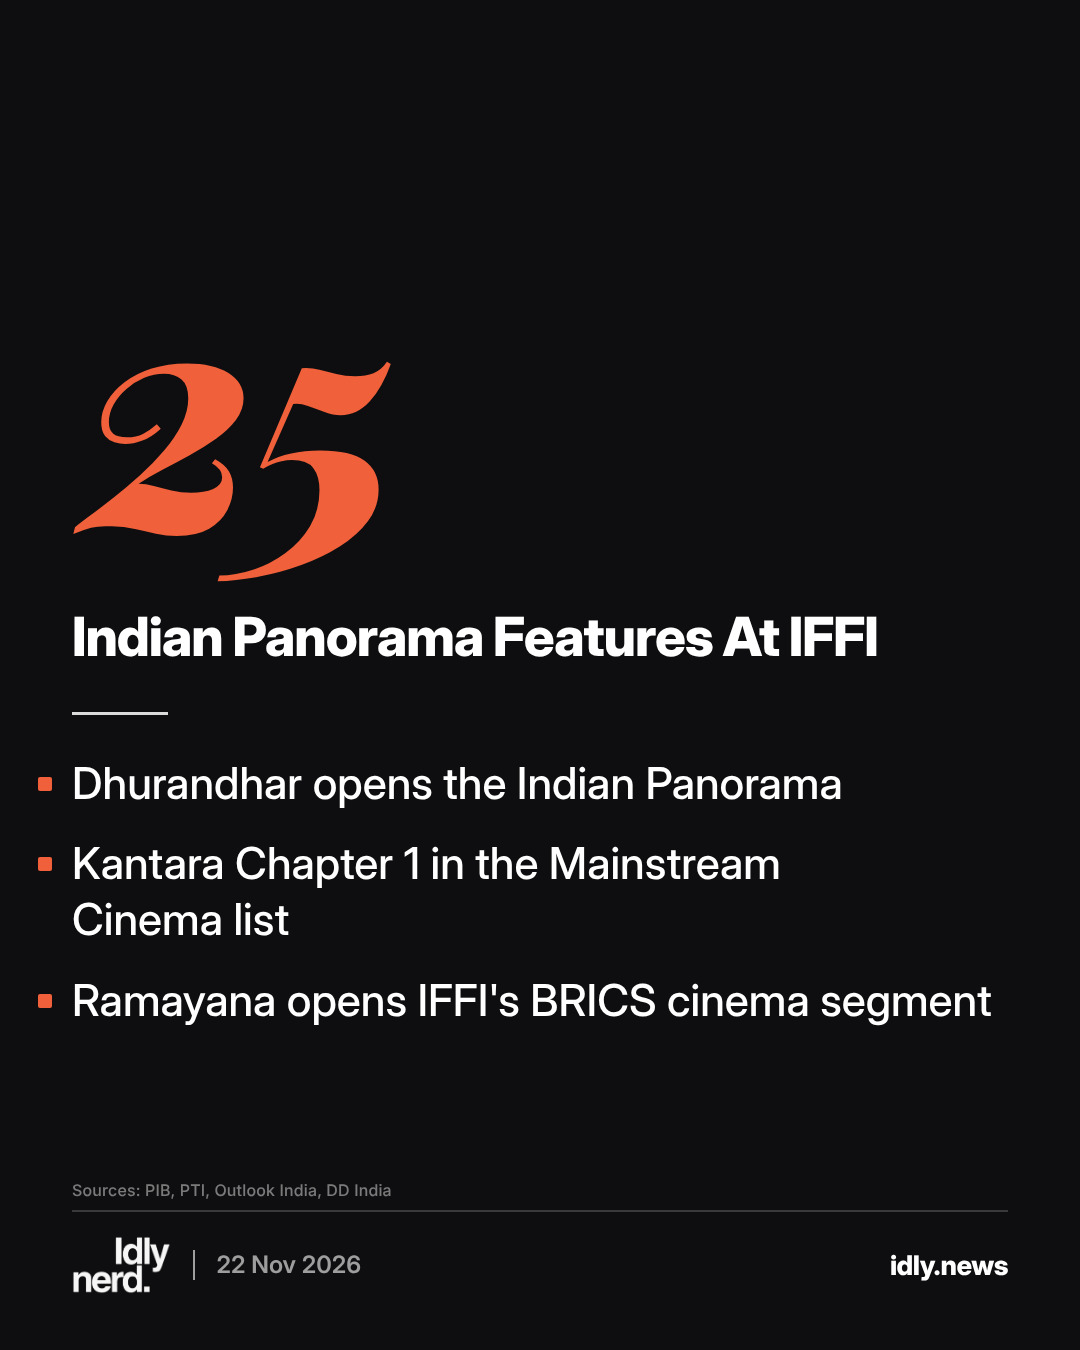 25
Indian Panorama Features At IFFI
Dhurandhar opens the Indian Panorama
Kantara Chapter 1 in the Mainstream
Cinema list
Ramayana opens IFFI's BRICS cinema segment
Sources: PIB, PTI, Outlook India, DD India
Idly
nerd.
22 Nov 2026
idly.news